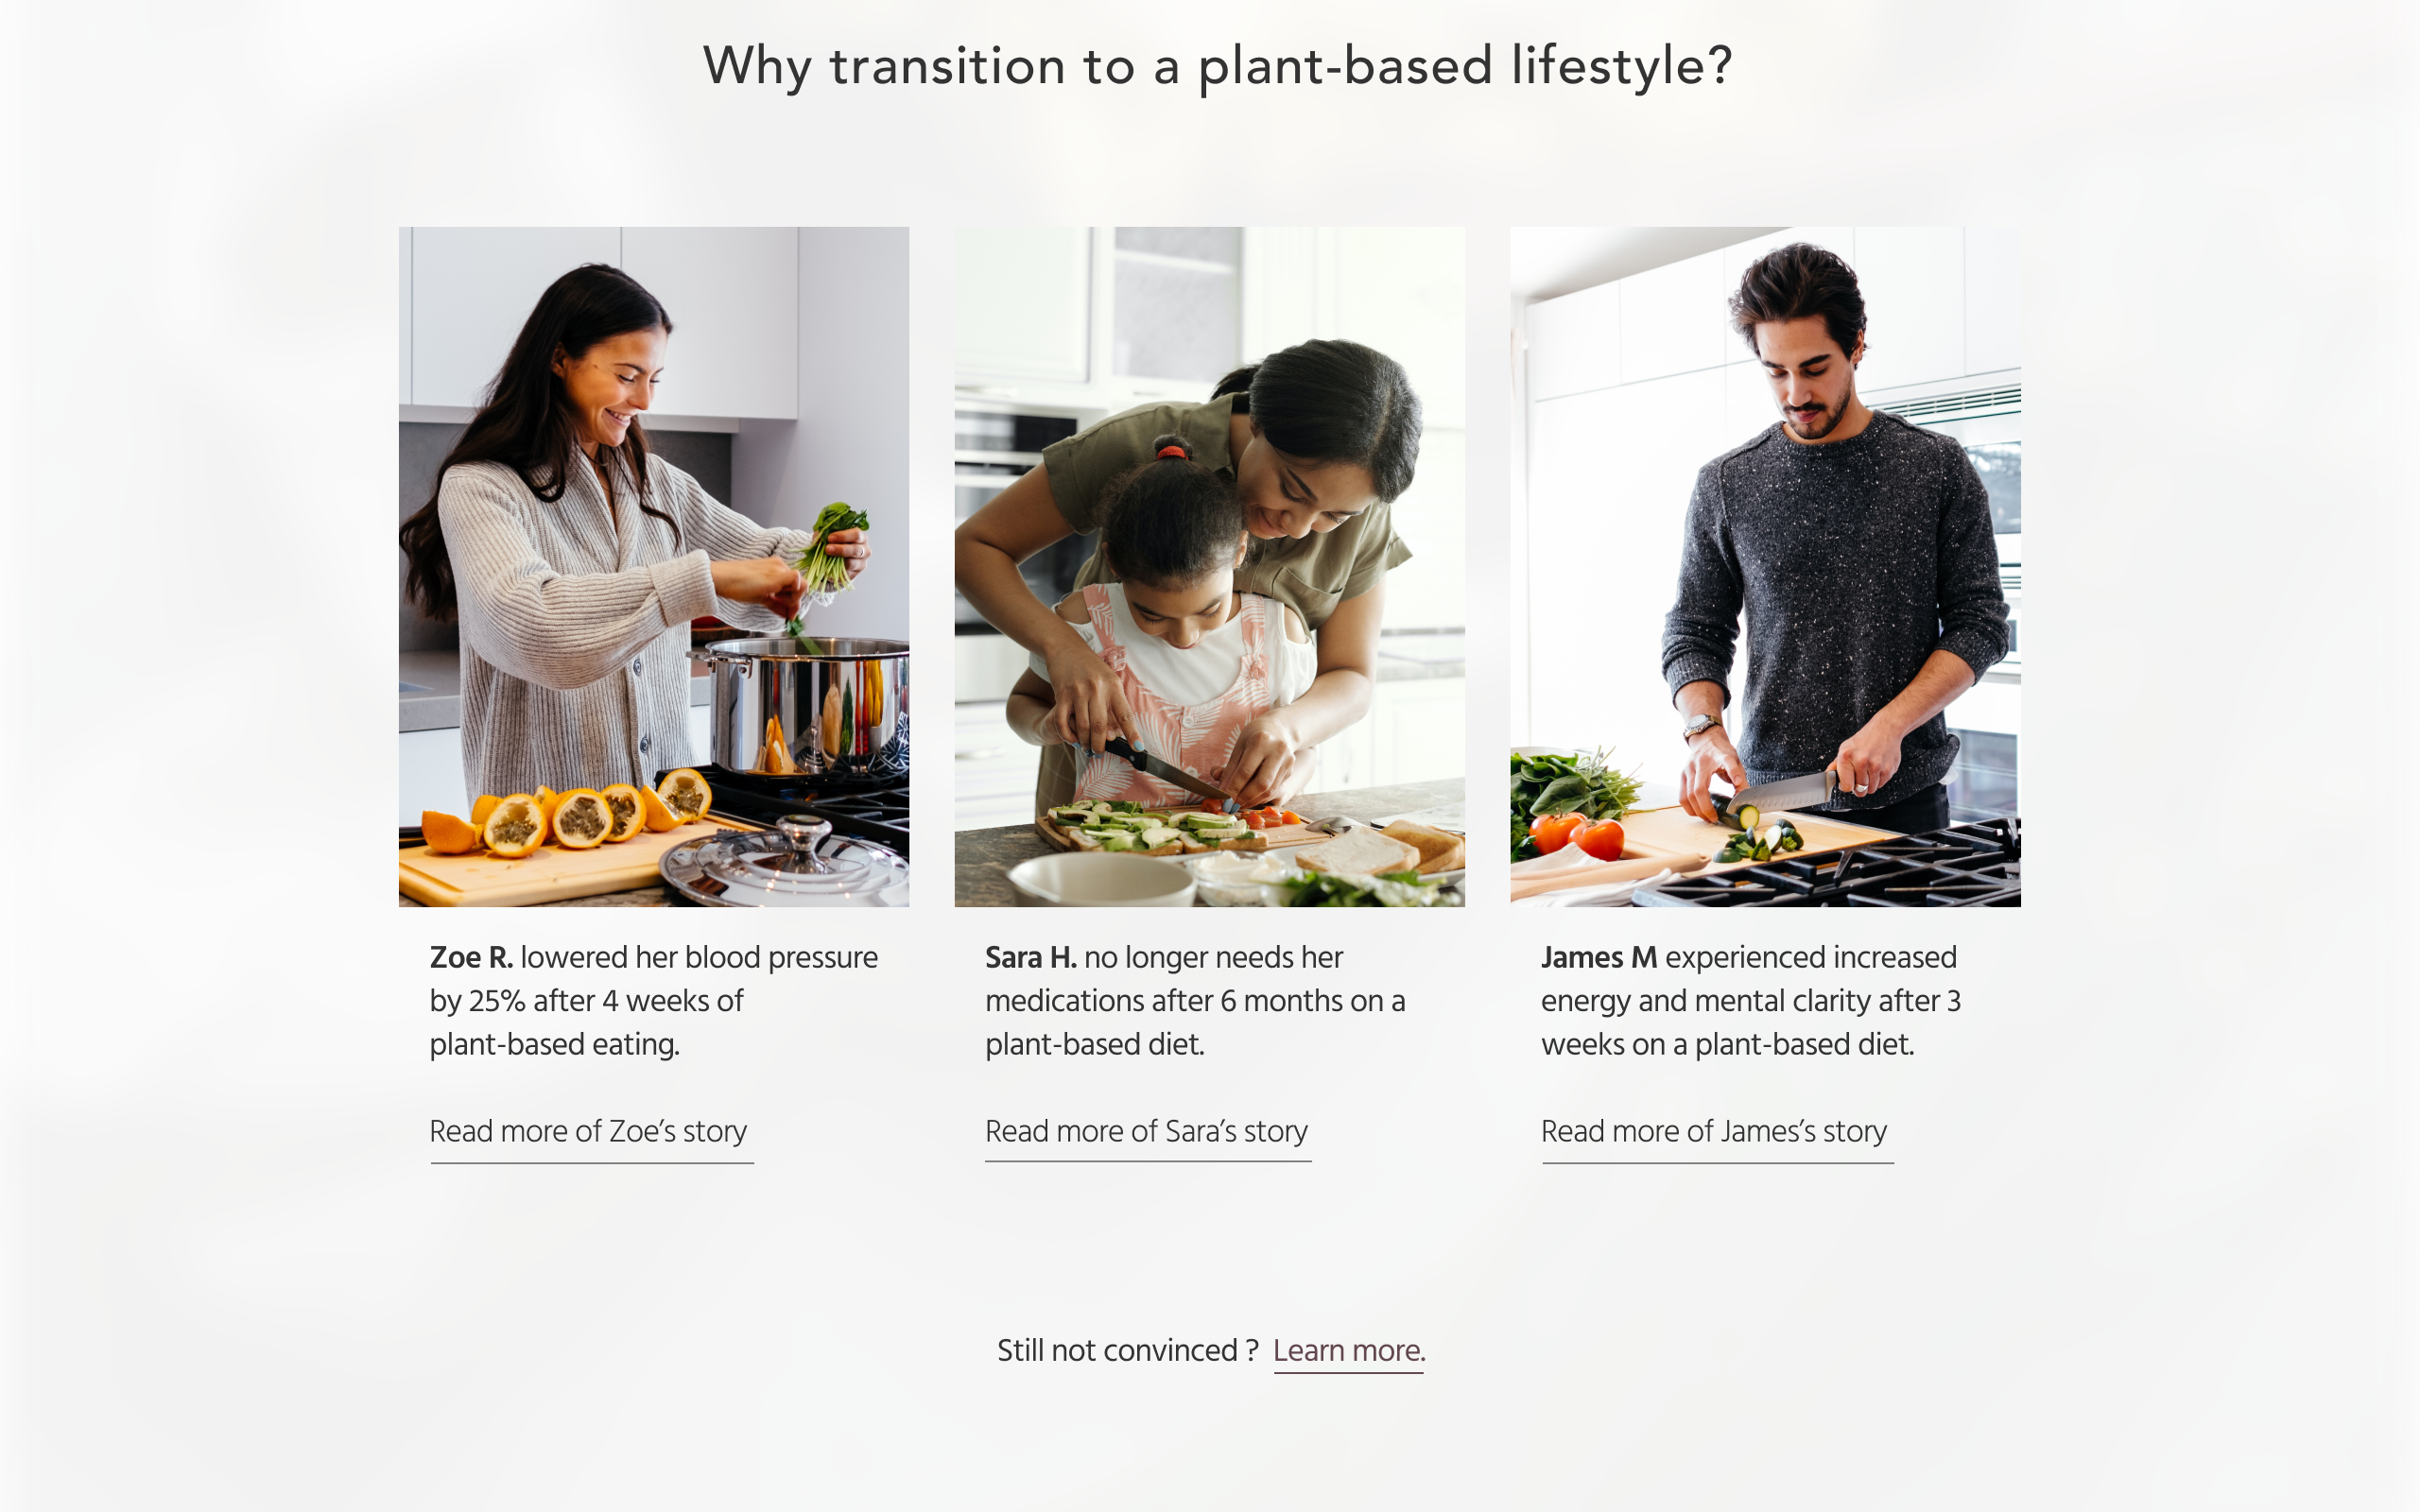 Why transition to a plant-based lifestyle?
Zoe R. lowered her blood pressure
by 25% after 4 weeks of
plant-based eating.
Read more of Zoe’s story
Sara H. no longer needs her
medications after 6 months on a
plant-based diet.
Read more of Sara’s story
James M experienced increased
energy and mental clarity after 3
weeks on a plant-based diet.
Read more of James’s story
Still not convinced ? Learn more.